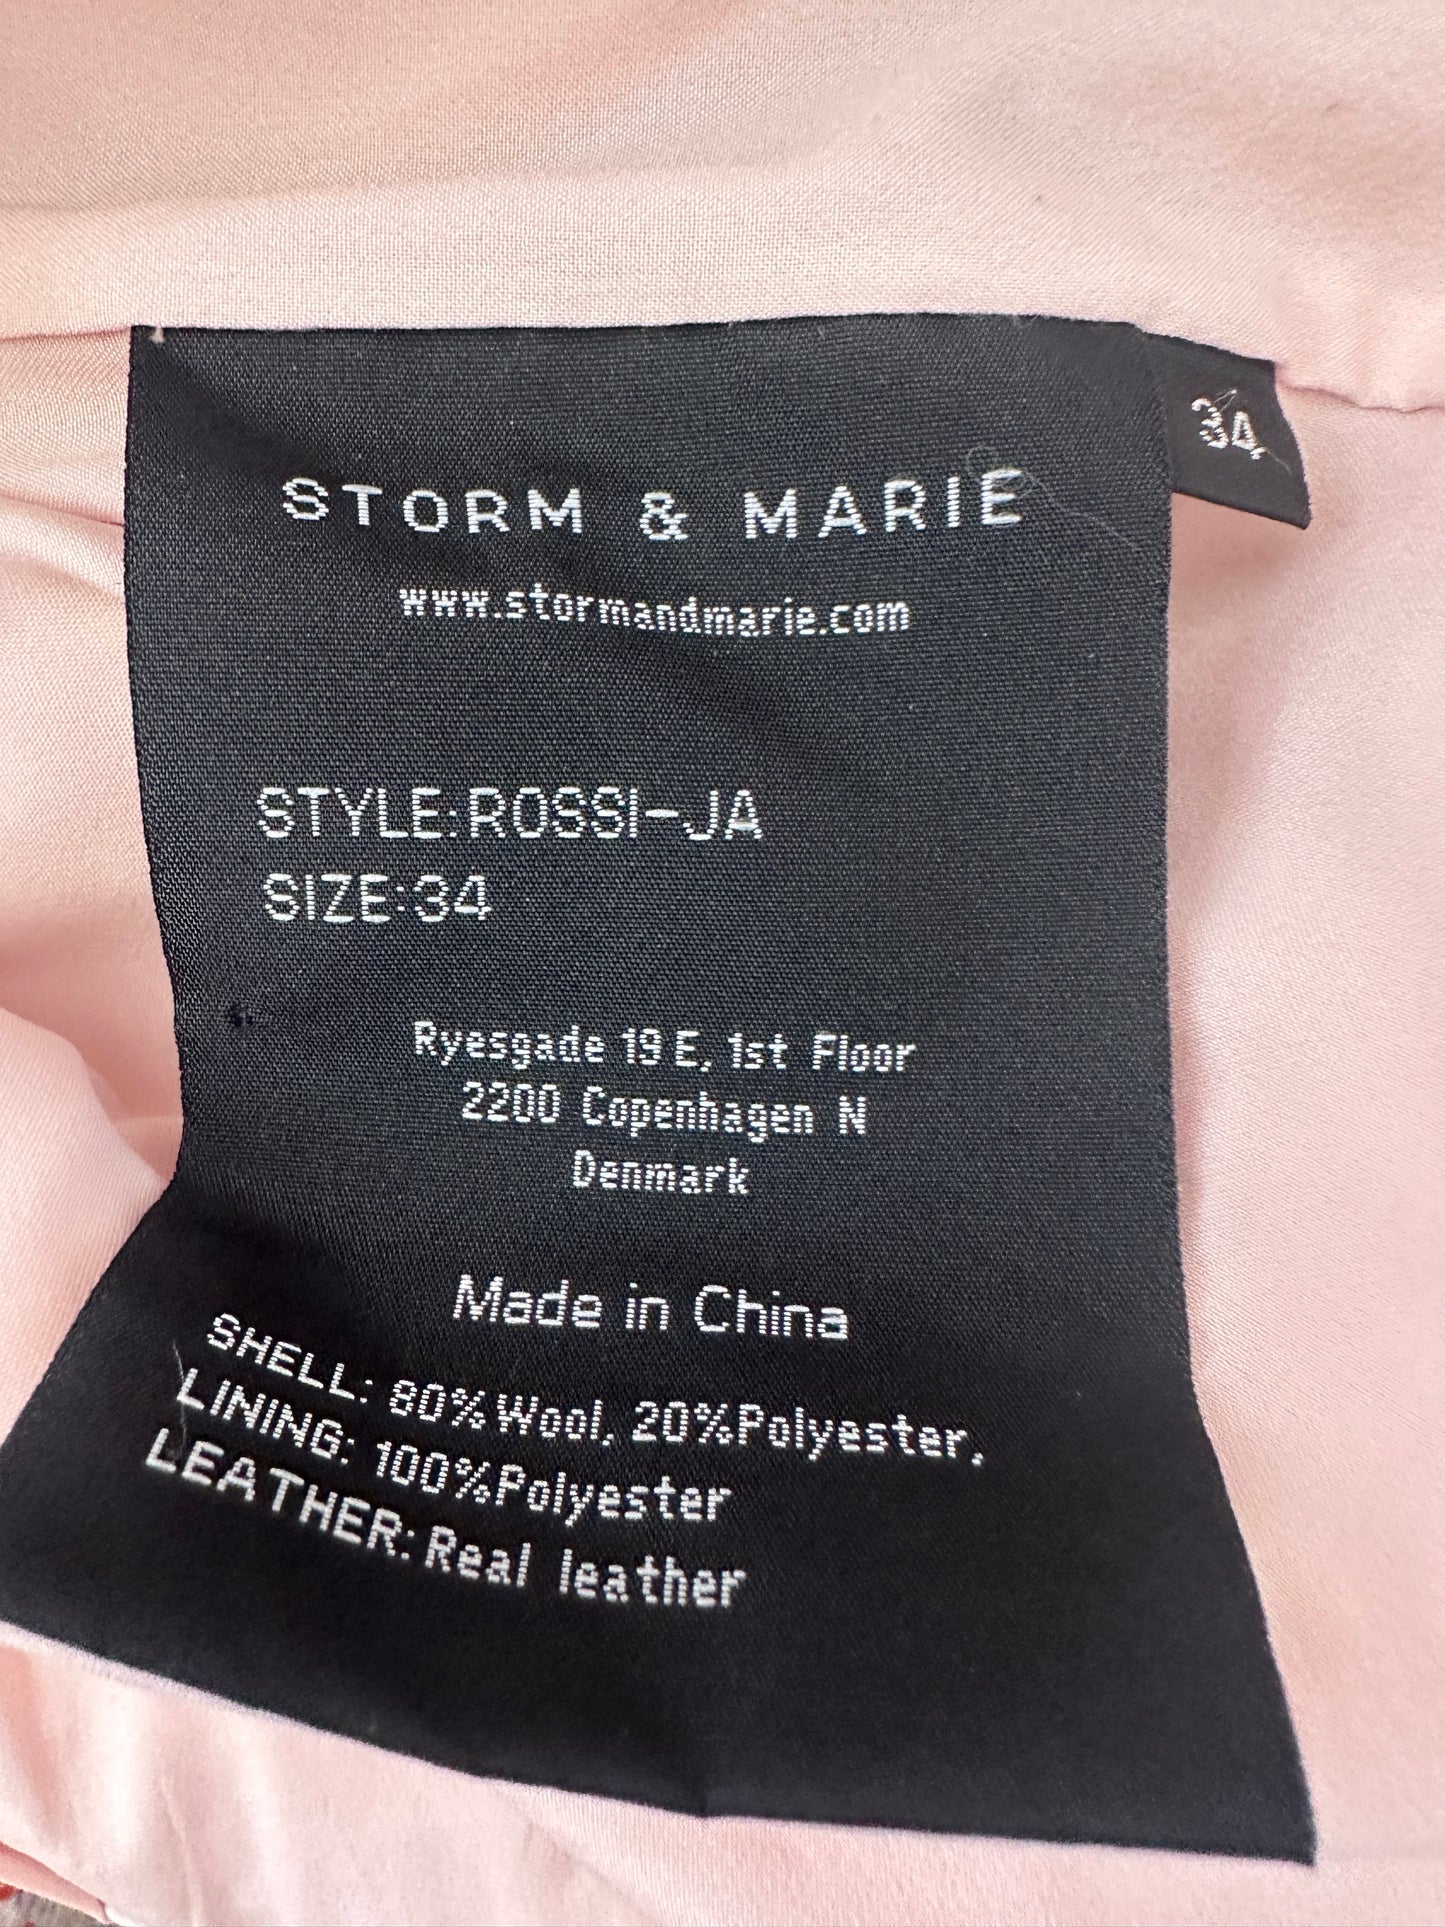 34
STORM & MARIE
www.stormandmarie.com
STYLE:ROSSI-JA
SIZE:34
Ryesgade 19 E, 1st Floor
2200 Copenhagen N
Denmark
Made in China
SHELL: 80% Wool, 20%Polyester,
LINING: 100%Polyester
LEATHER: Real leather